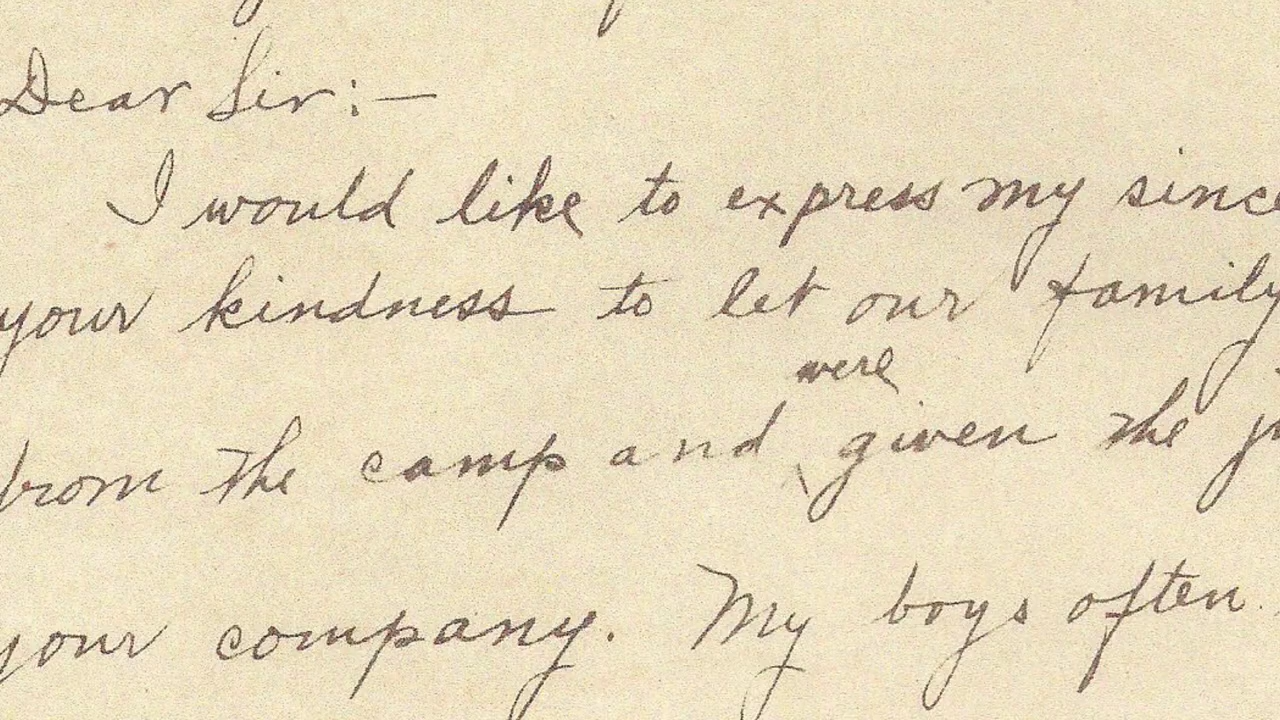 Dear Sir:—
I would like to express my since
your kindness to let our family
were
from the camp and given the
your company. My boys often